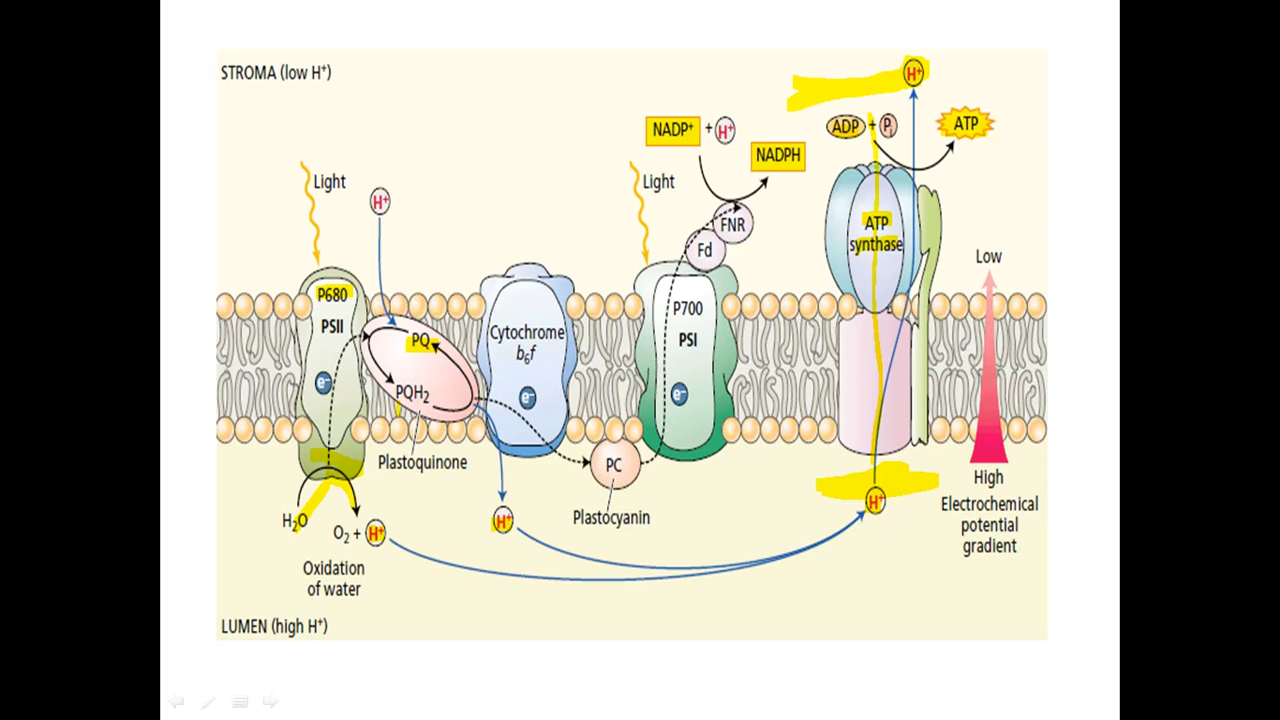 STROMA (low H⁺)
H⁺
NADP⁺ + H⁺
ADP + Pᵢ
ATP
NADPH
Light
Light
H⁺
FNR
ATP
synthase
Fd
Low
P680
P700
PSII
PQ
Cytochrome
b₆f
PSI
e⁻
PQH₂
e⁻
e⁻
Plastoquinone
PC
High
H⁺
Electrochemical
potential
gradient
H₂O
H⁺
Plastocyanin
O₂ + H⁺
Oxidation
of water
LUMEN (high H⁺)